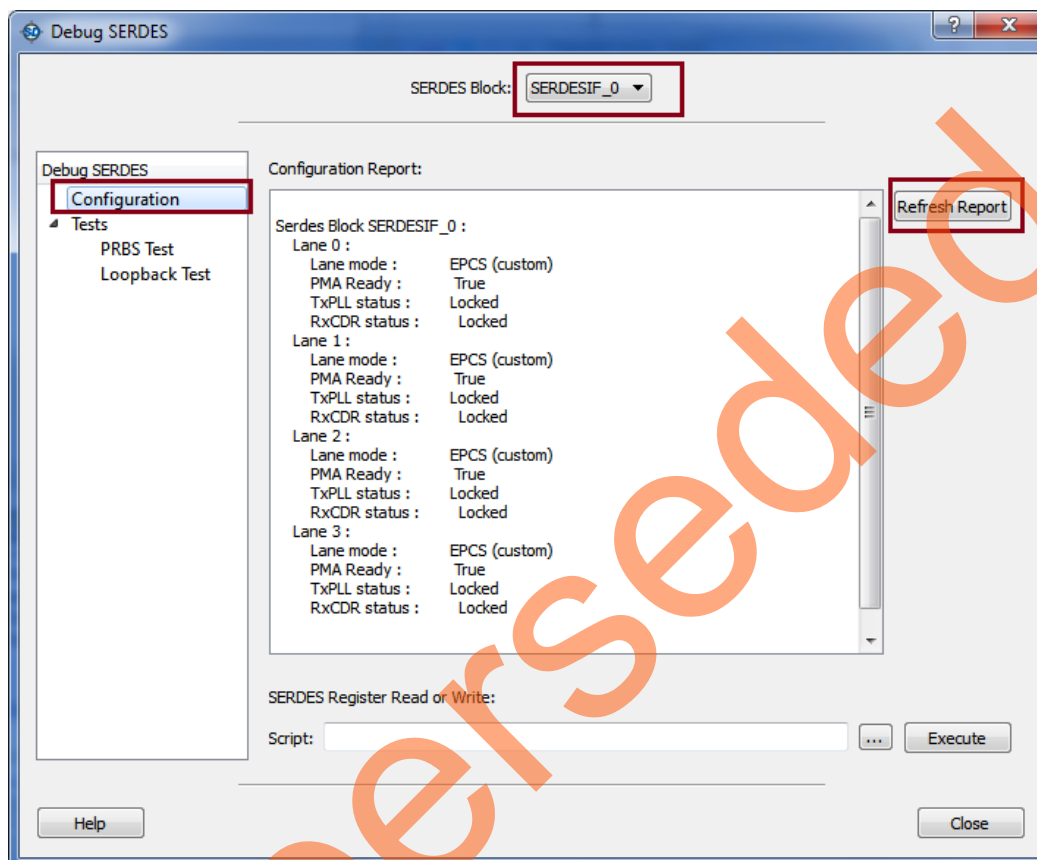 Debug SERDES
SERDES Block: SERDESIF_0
Debug SERDES
Configuration
Tests
PRBS Test
Loopback Test
Configuration Report:
Refresh Report
Serdes Block SERDESIF_0 :
Lane 0 :
Lane mode : EPCS (custom)
PMA Ready : True
TxPLL status : Locked
RxCDR status : Locked
Lane 1 :
Lane mode : EPCS (custom)
PMA Ready : True
TxPLL status : Locked
RxCDR status : Locked
Lane 2 :
Lane mode : EPCS (custom)
PMA Ready : True
TxPLL status : Locked
RxCDR status : Locked
Lane 3 :
Lane mode : EPCS (custom)
PMA Ready : True
TxPLL status : Locked
RxCDR status : Locked
SERDES Register Read or Write:
Script: ... Execute
Help Close
erseded